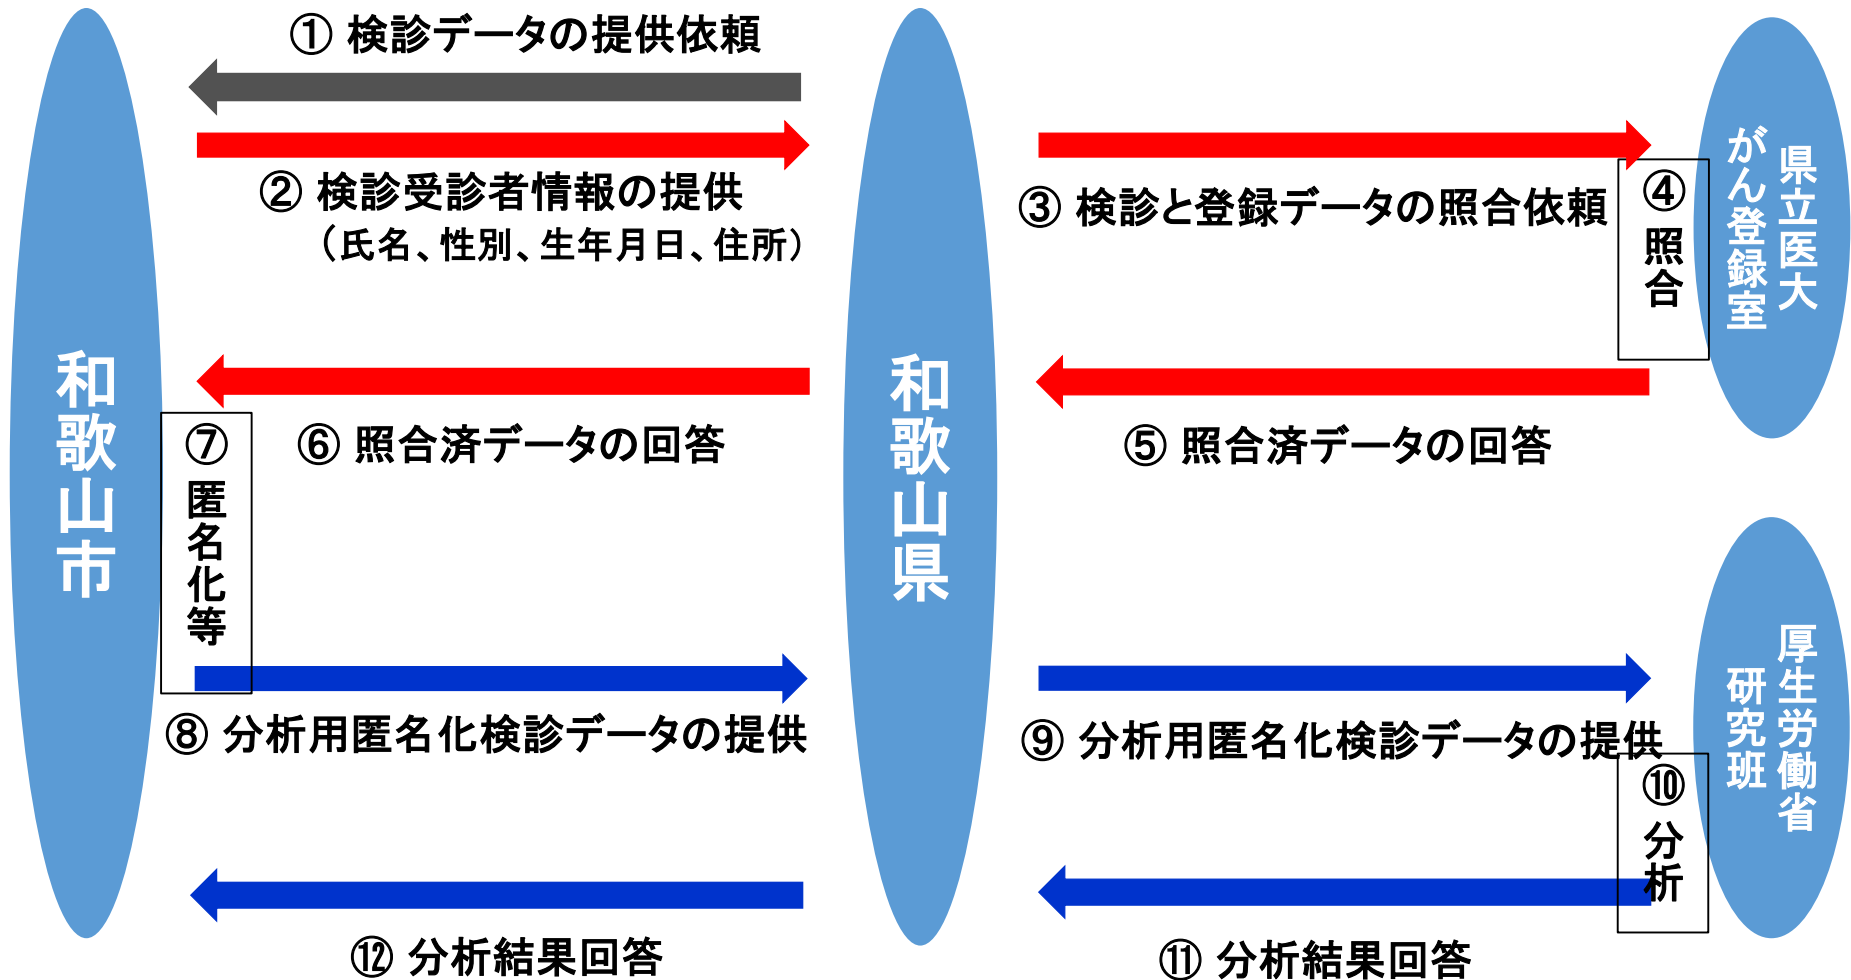 ① 検診データの提供依頼
② 検診受診者情報の提供
（氏名、性別、生年月日、住所）
③ 検診と登録データの照合依頼
④照合
県立医大
がん登録室
⑤ 照合済データの回答
⑥ 照合済データの回答
和歌山市
和歌山県
⑦匿名化等
⑧ 分析用匿名化検診データの提供
⑨ 分析用匿名化検診データの提供
厚生労働省
研究班
⑩分析
⑪ 分析結果回答
⑫ 分析結果回答